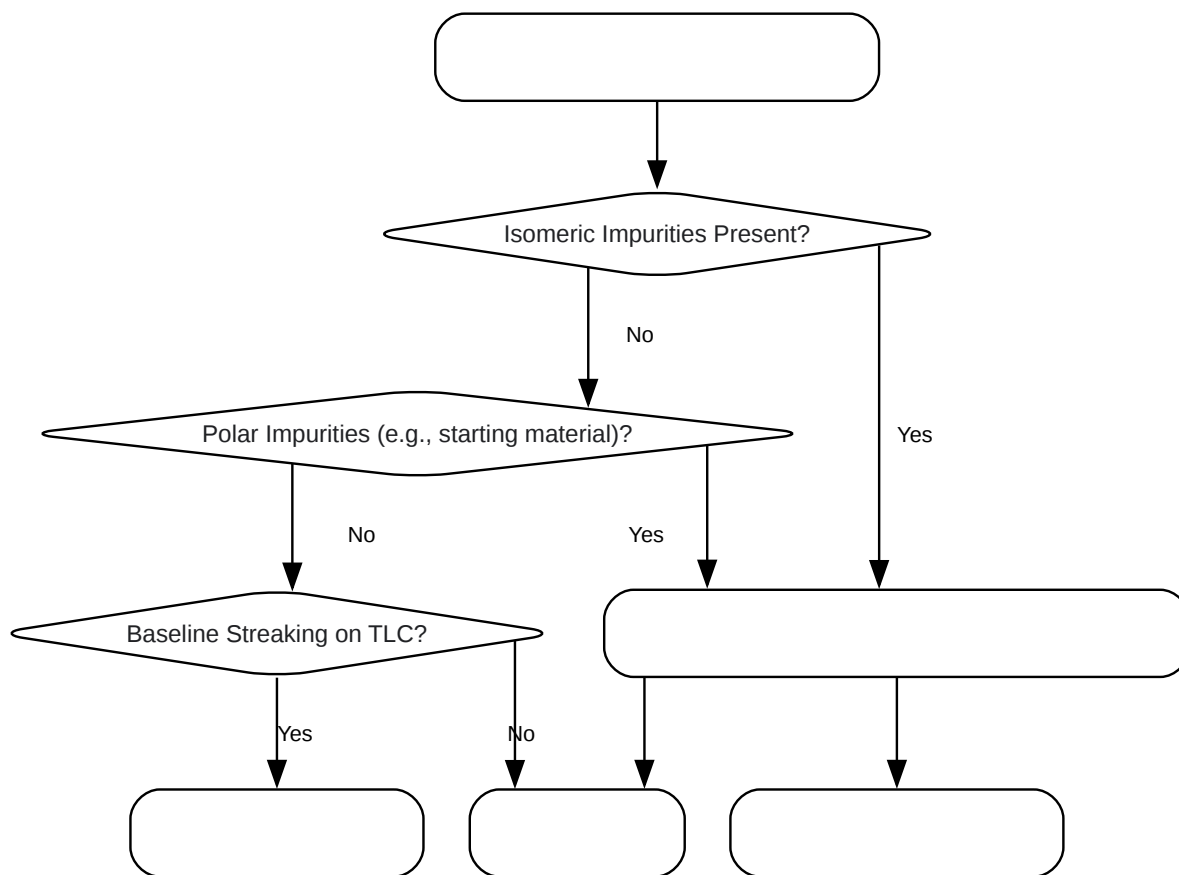 Isomeric Impurities Present?
No
Polar Impurities (e.g., starting material)?
Yes
No
Yes
Baseline Streaking on TLC?
Yes
No